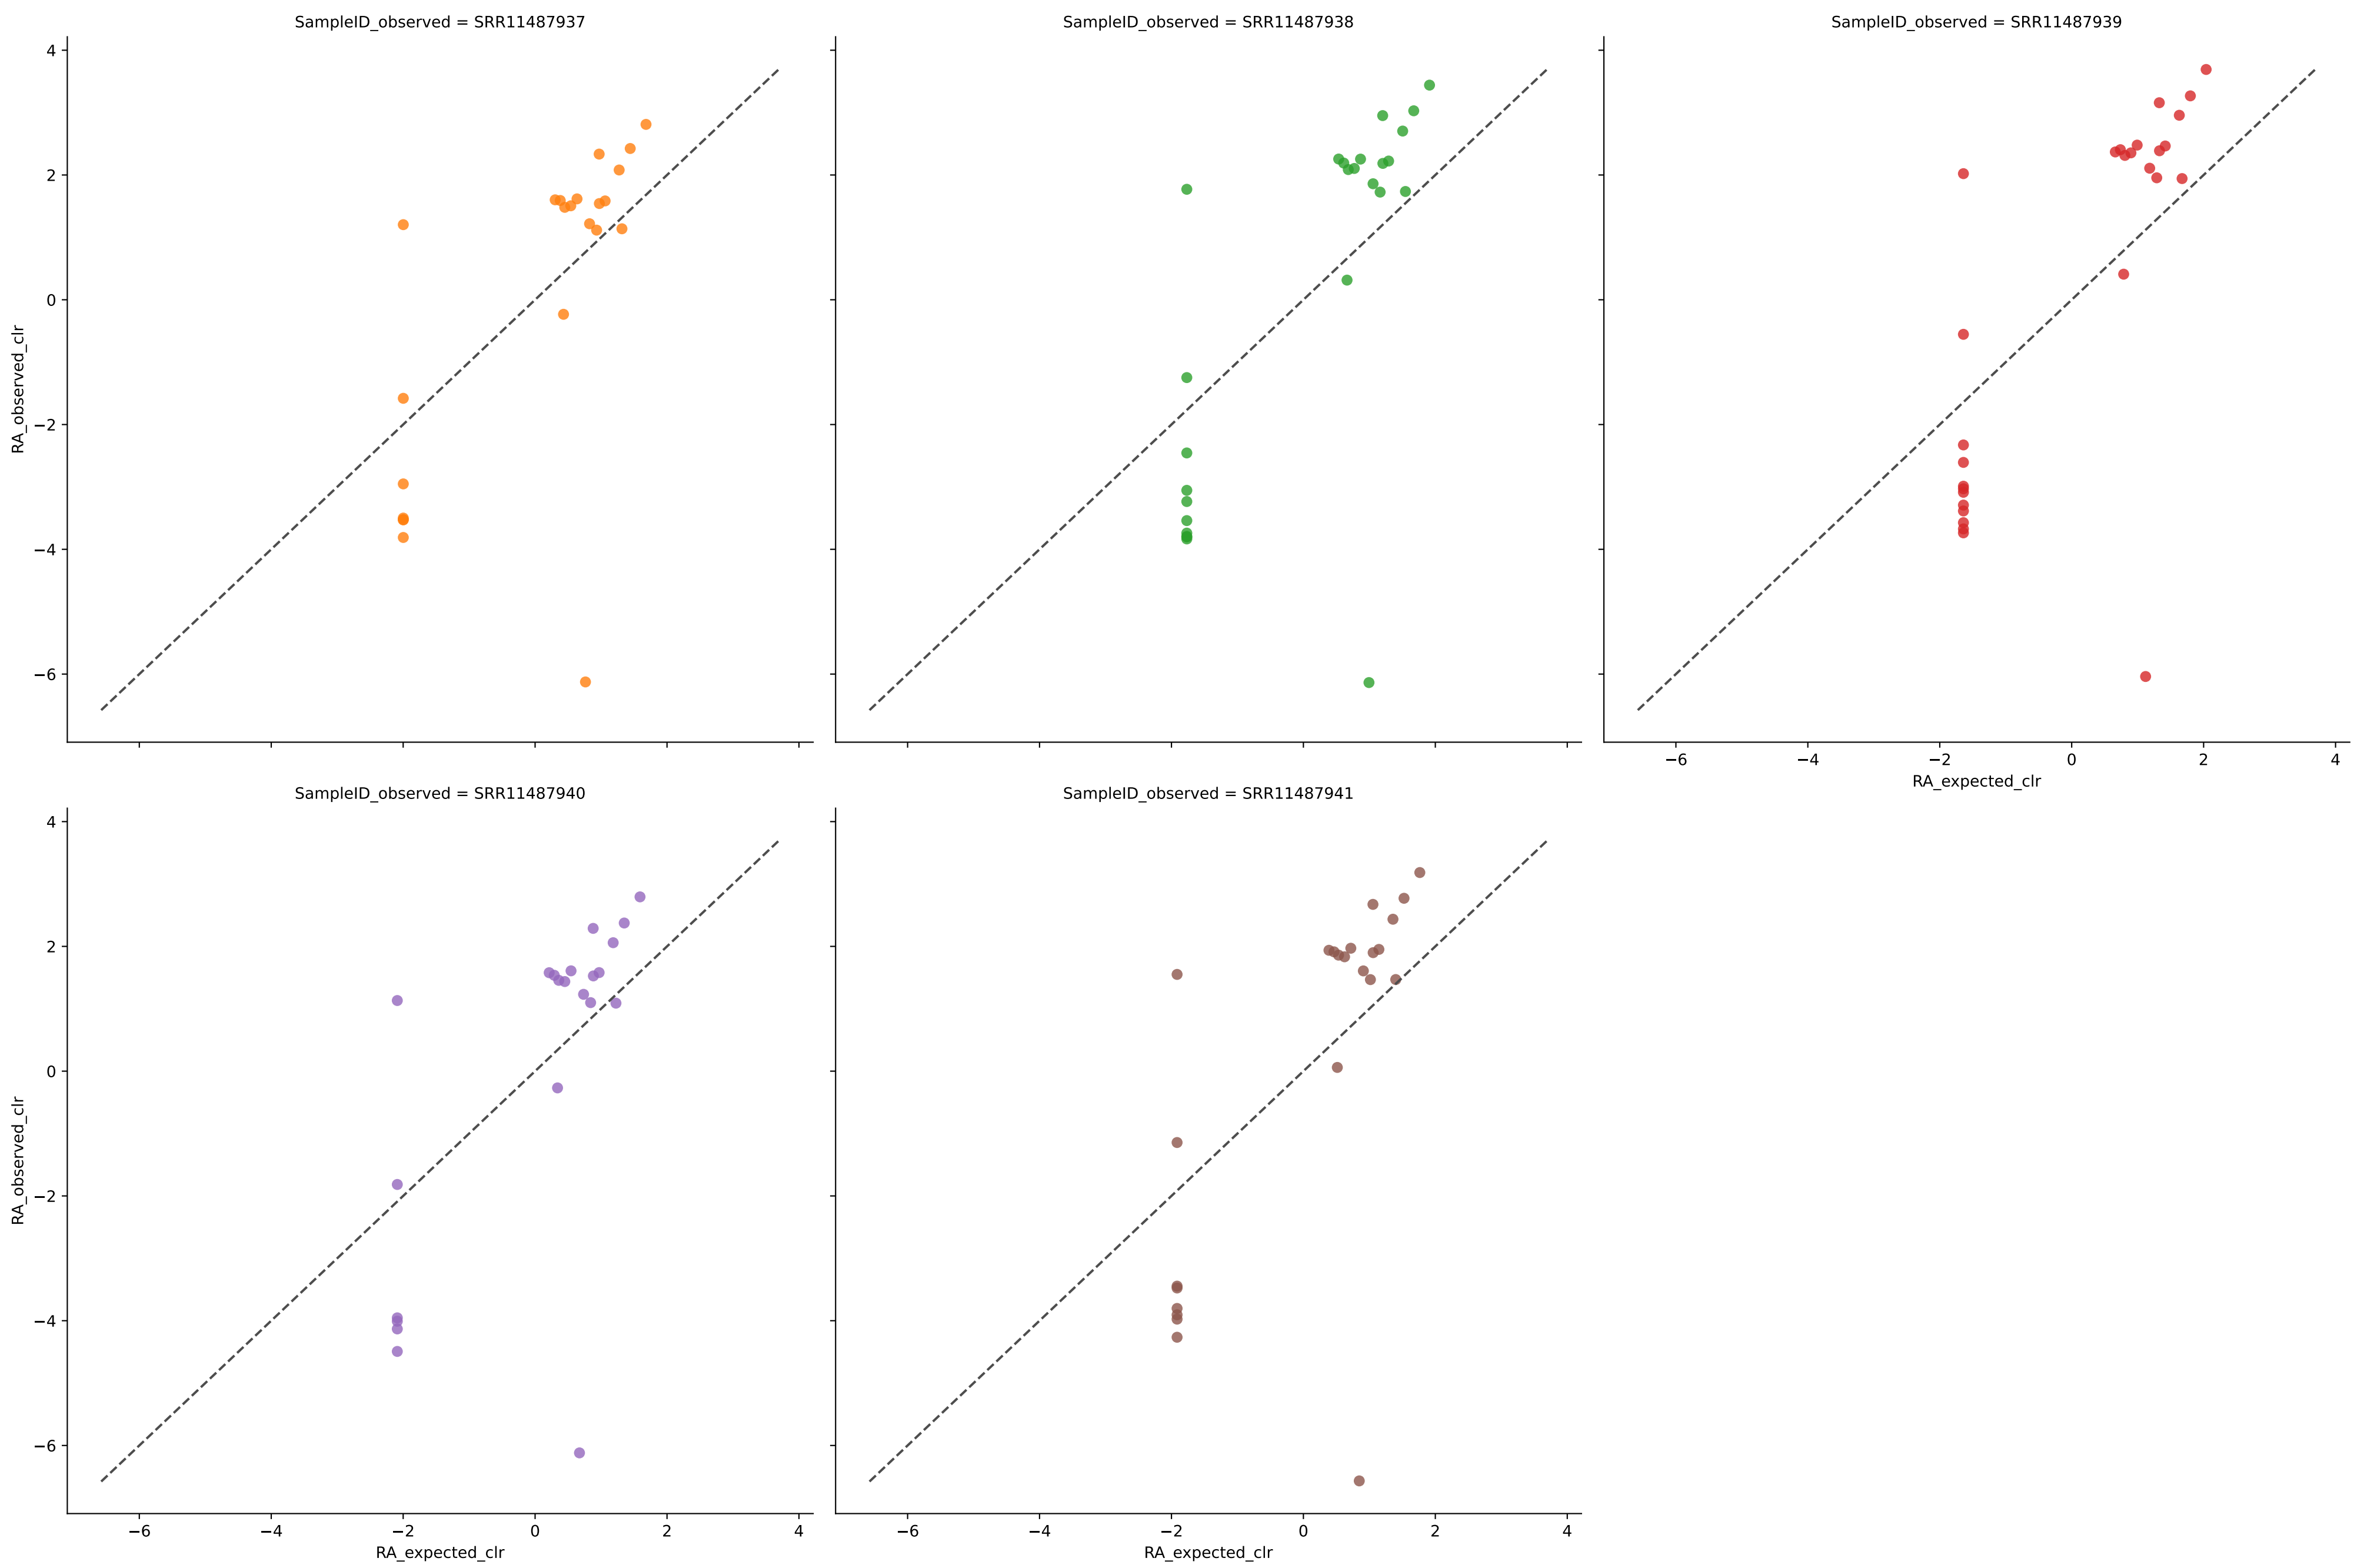 SampleID_observed = SRR11487937
SampleID_observed = SRR11487938
SampleID_observed = SRR11487939
4
2
0
−2
−4
−6
RA_observed_clr
−6 −4 −2 0 2 4
RA_expected_clr
SampleID_observed = SRR11487940
SampleID_observed = SRR11487941
4
2
0
−2
−4
−6
RA_observed_clr
−6 −4 −2 0 2 4
−6 −4 −2 0 2 4
RA_expected_clr
RA_expected_clr